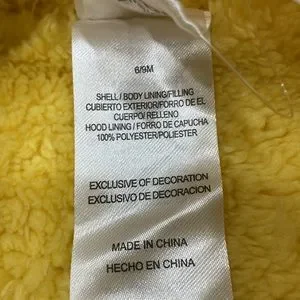 6/9M
SHELL / BODY LINING/FILLING
CUBIERTO EXTERIOR/FORRO DE EL
CUERPO/ RELLENO
HOOD LINING / FORRO DE CAPUCHA
100% POLYESTER/POLIESTER
EXCLUSIVE OF DECORATION
EXCLUSIVO DE DECORACION
MADE IN CHINA
HECHO EN CHINA